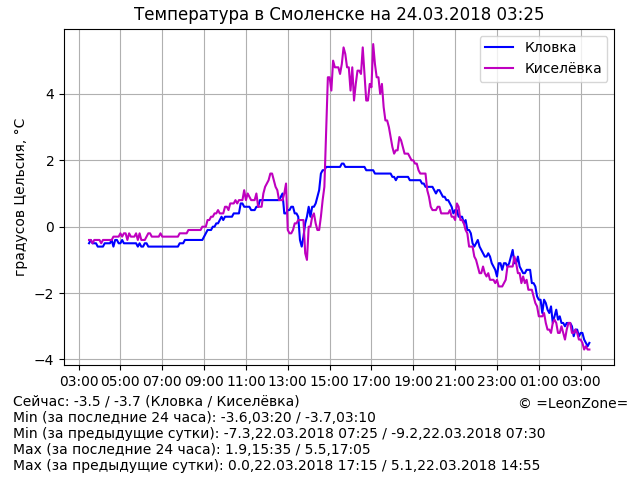 Температура в Смоленске на 24.03.2018 03:25
Кловка
Киселёвка
градусов Цельсия, °C
4
2
0
−2
−4
03:00 05:00 07:00 09:00 11:00 13:00 15:00 17:00 19:00 21:00 23:00 01:00 03:00
Сейчас: -3.5 / -3.7 (Кловка / Киселёвка)
© =LeonZone=
Min (за последние 24 часа): -3.6,03:20 / -3.7,03:10
Min (за предыдущие сутки): -7.3,22.03.2018 07:25 / -9.2,22.03.2018 07:30
Max (за последние 24 часа): 1.9,15:35 / 5.5,17:05
Max (за предыдущие сутки): 0.0,22.03.2018 17:15 / 5.1,22.03.2018 14:55